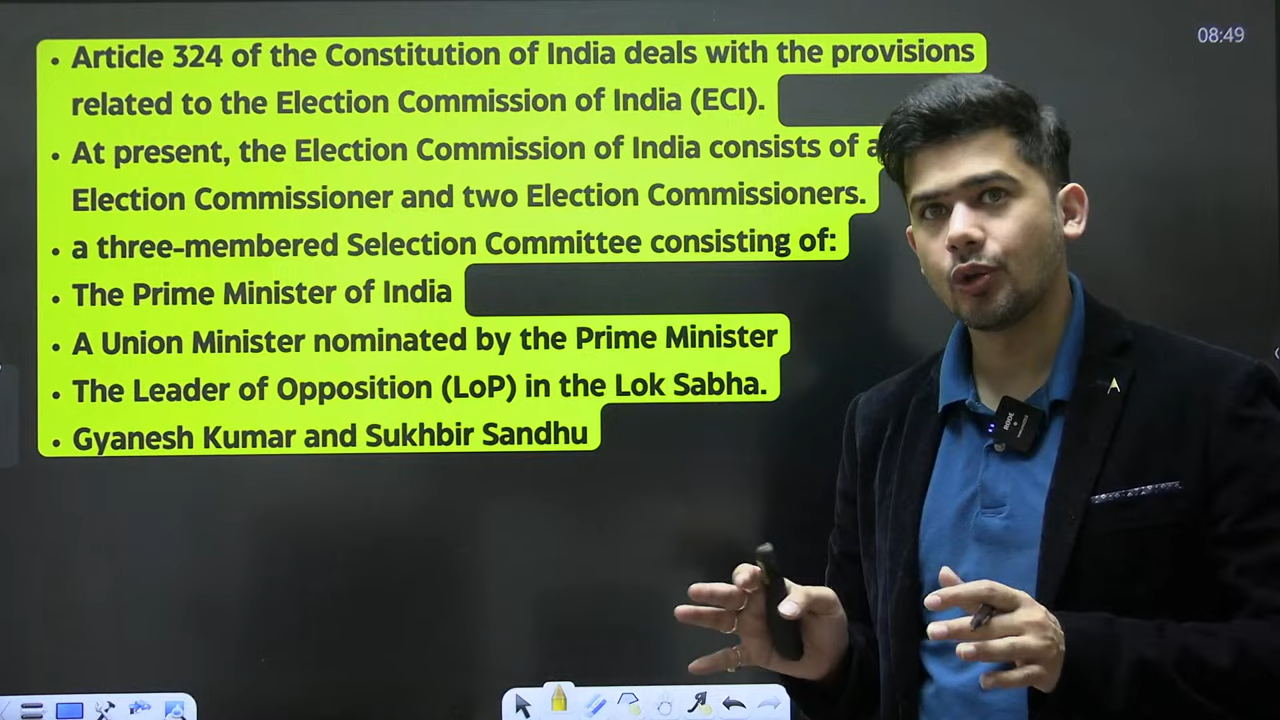 08:49
• Article 324 of the Constitution of India deals with the provisions
related to the Election Commission of India (ECI).
• At present, the Election Commission of India consists of a
Election Commissioner and two Election Commissioners.
• a three-membered Selection Committee consisting of:
• The Prime Minister of India
• A Union Minister nominated by the Prime Minister
• The Leader of Opposition (LoP) in the Lok Sabha.
• Gyanesh Kumar and Sukhbir Sandhu
RODE